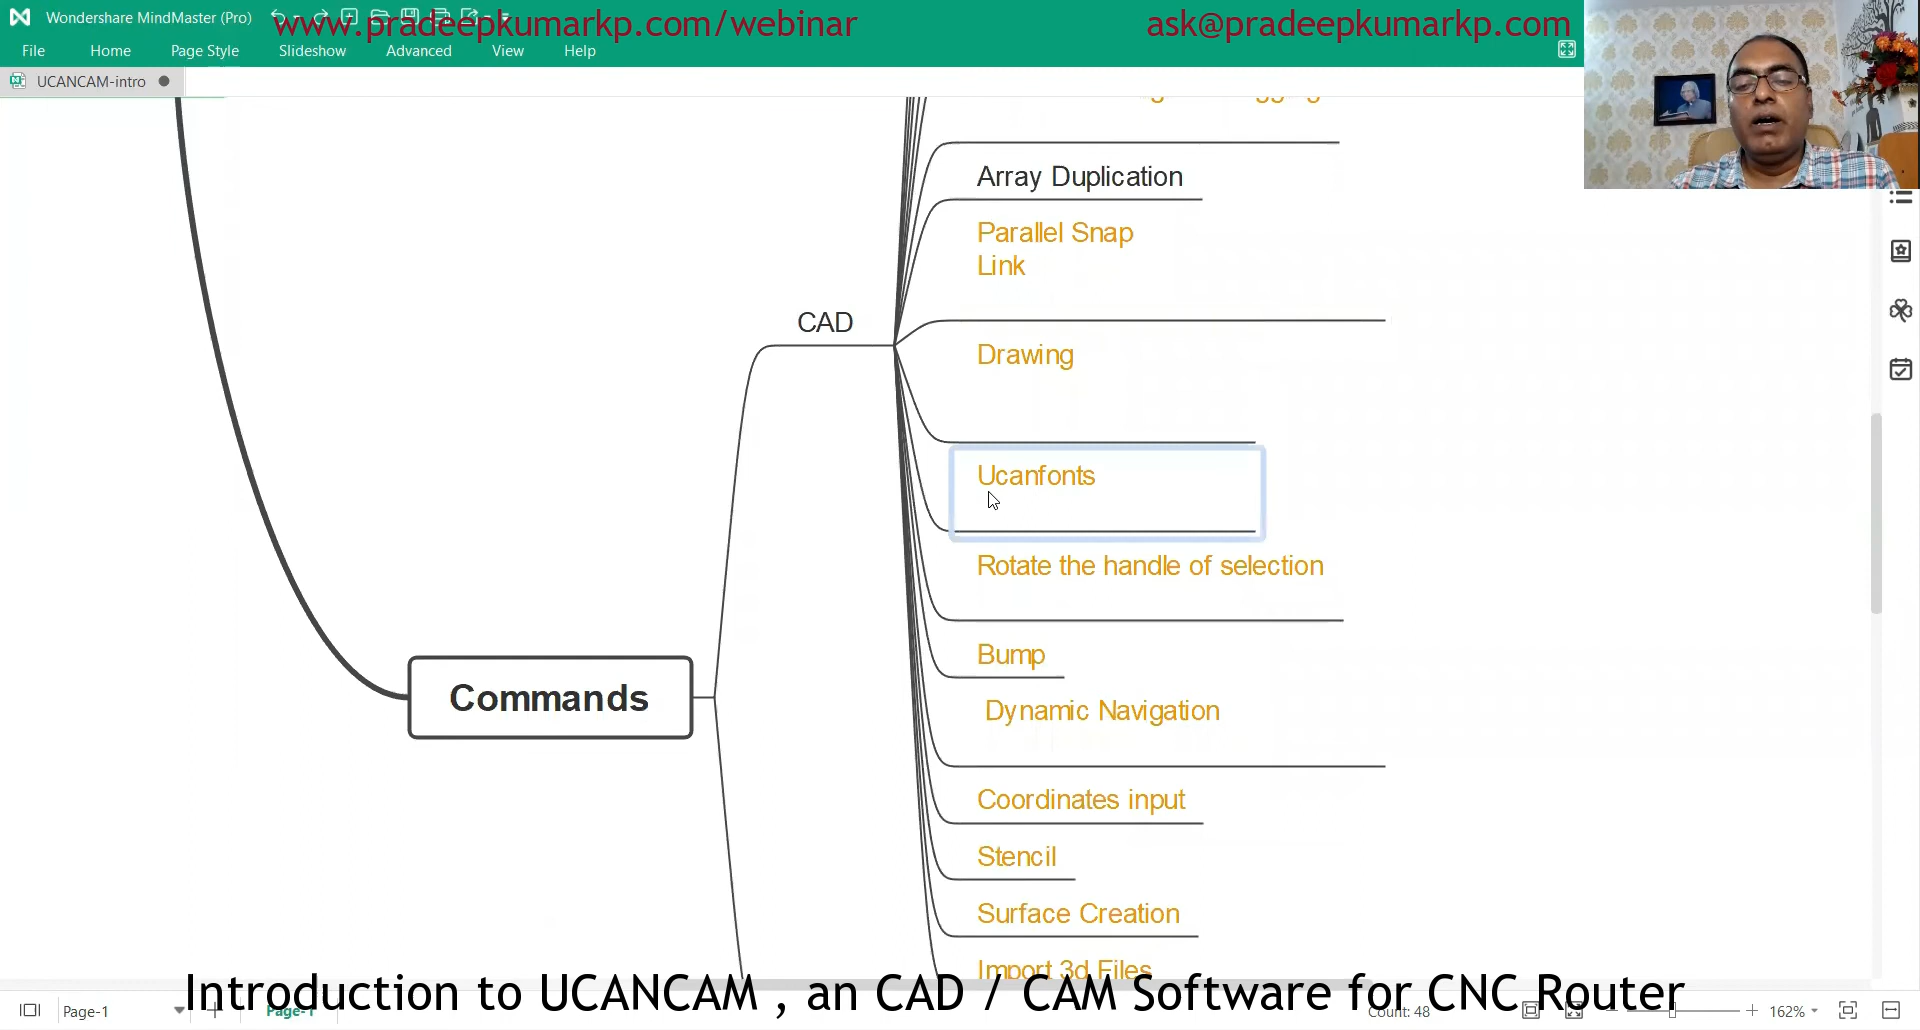 Wondershare MindMaster (Pro)
www.pradeepkumarkp.com/webinar
ask@pradeepkumarkp.com
File Home Page Style Slideshow Advanced View Help
UCANCAM-intro
Array Duplication
Parallel Snap
Link
CAD
Drawing
Ucanfonts
Rotate the handle of selection
Bump
Commands
Dynamic Navigation
Coordinates input
Stencil
Surface Creation
Import 3d Files
Introduction to UCANCAM , an CAD / CAM Software for CNC Router
Page-1
Page-1
Count: 48
162%